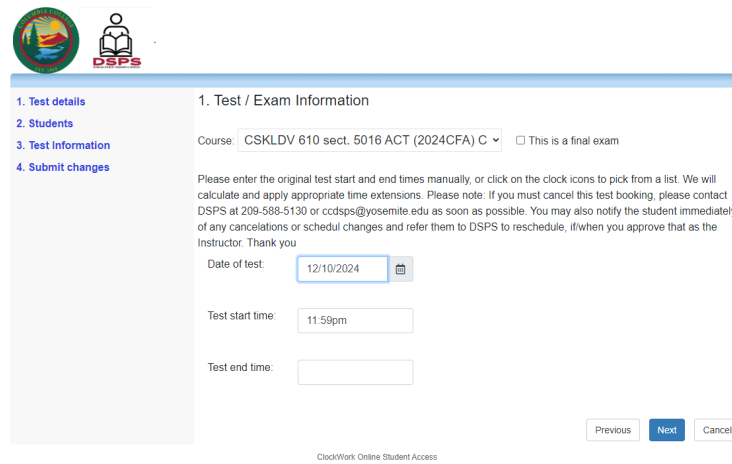 COLUMBIA COLLEGE
DSPS
1. Test details
2. Students
3. Test Information
4. Submit changes
1. Test / Exam Information
Course: CSKLDV 610 sect. 5016 ACT (2024CFA) C This is a final exam
Please enter the original test start and end times manually, or click on the clock icons to pick from a list. We will
calculate and apply appropriate time extensions. Please note: If you must cancel this test booking, please contact
DSPS at 209-588-5130 or ccdsps@yosemite.edu as soon as possible. You may also notify the student immediately
of any cancelations or schedul changes and refer them to DSPS to reschedule, if/when you approve that as the
Instructor. Thank you
Date of test: 12/10/2024
Test start time: 11:59pm
Test end time:
Previous Next Cancel
ClockWork Online Student Access